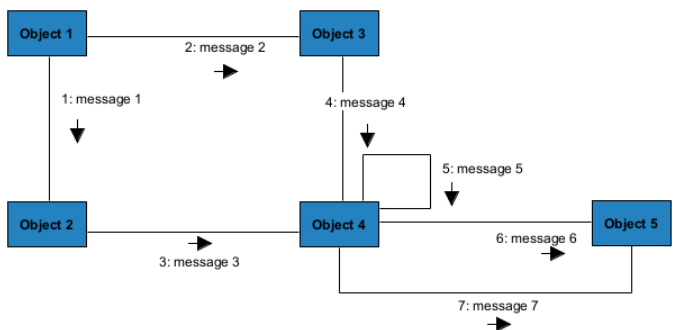 Object 1
Object 3
2: message 2
1: message 1
4: message 4
5: message 5
Object 2
Object 4
Object 5
6: message 6
3: message 3
7: message 7